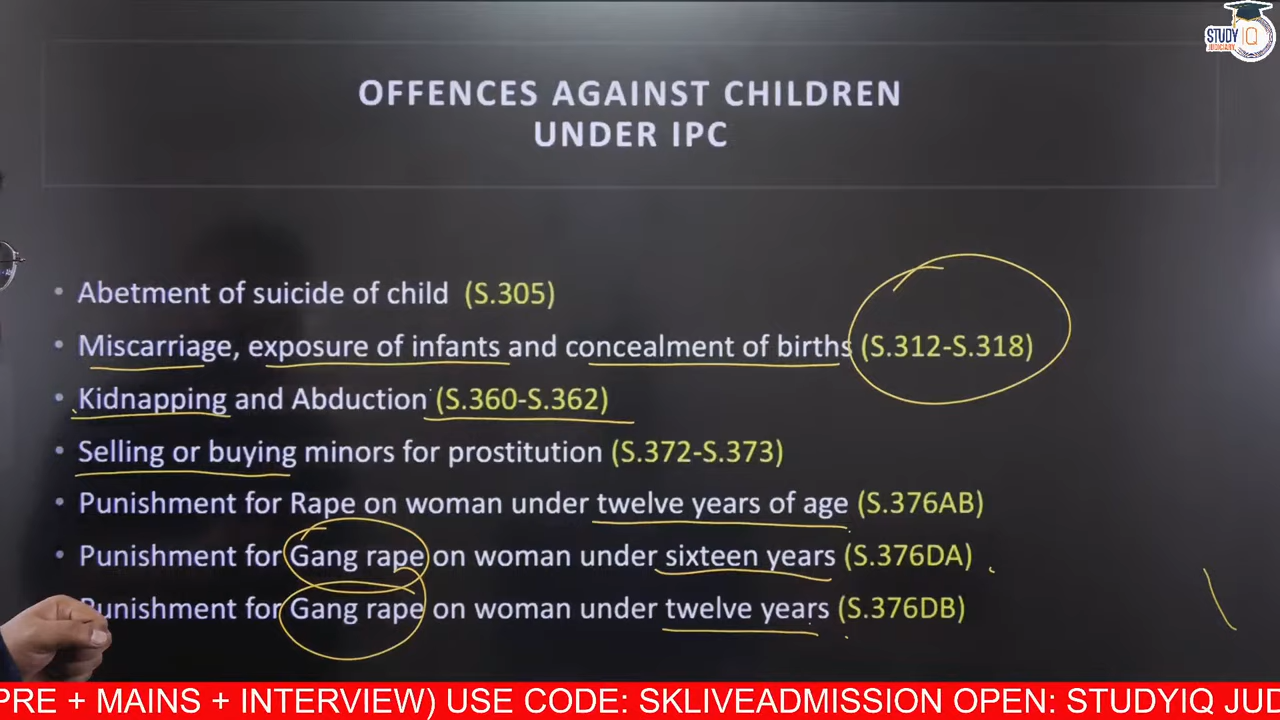 STUDY IQ
JUDICIARY
OFFENCES AGAINST CHILDREN
UNDER IPC
• Abetment of suicide of child (S.305)
• Miscarriage, exposure of infants and concealment of births (S.312-S.318)
• Kidnapping and Abduction (S.360-S.362)
• Selling or buying minors for prostitution (S.372-S.373)
• Punishment for Rape on woman under twelve years of age (S.376AB)
• Punishment for Gang rape on woman under sixteen years (S.376DA)
• Punishment for Gang rape on woman under twelve years (S.376DB)
PRE + MAINS + INTERVIEW) USE CODE: SKLIVEADMISSION OPEN: STUDYIQ JUD